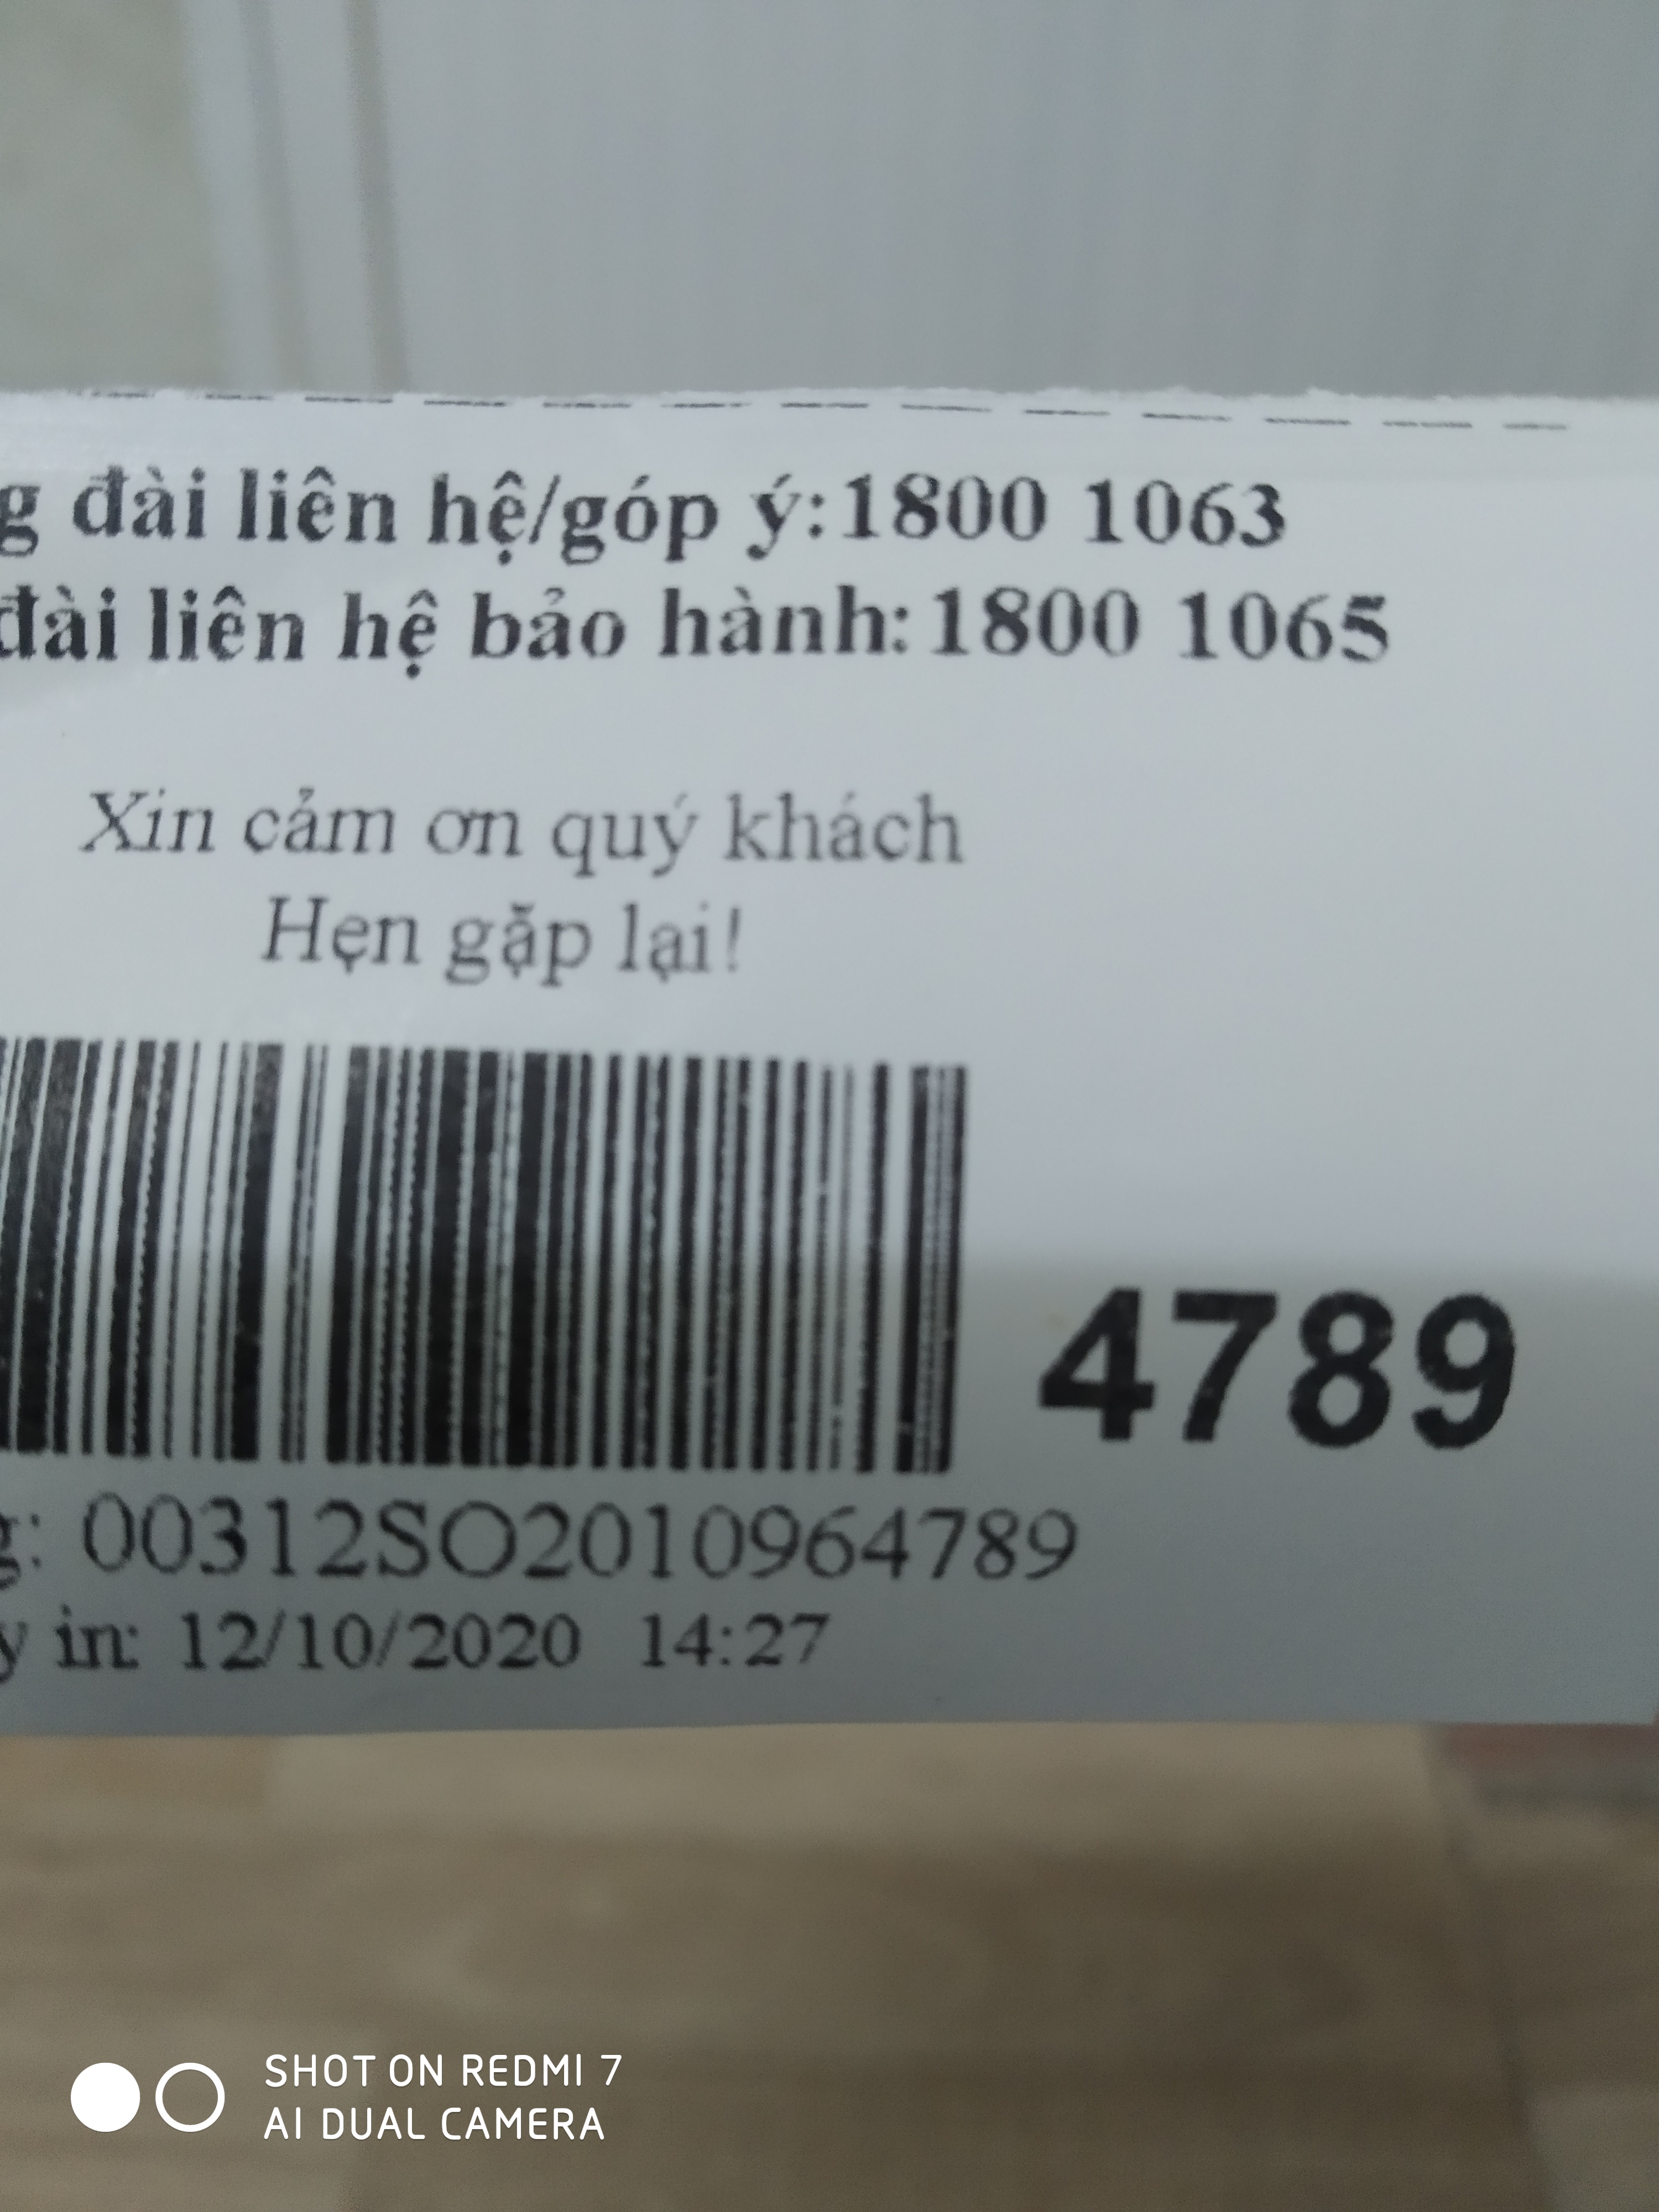 g đài liên hệ/góp ý:1800 1063
đài liên hệ bảo hành:1800 1065
Xin cảm ơn quý khách
Hẹn gặp lại!
4789
g: 00312SO2010964789
y in: 12/10/2020 14:27
SHOT ON REDMI 7
AI DUAL CAMERA